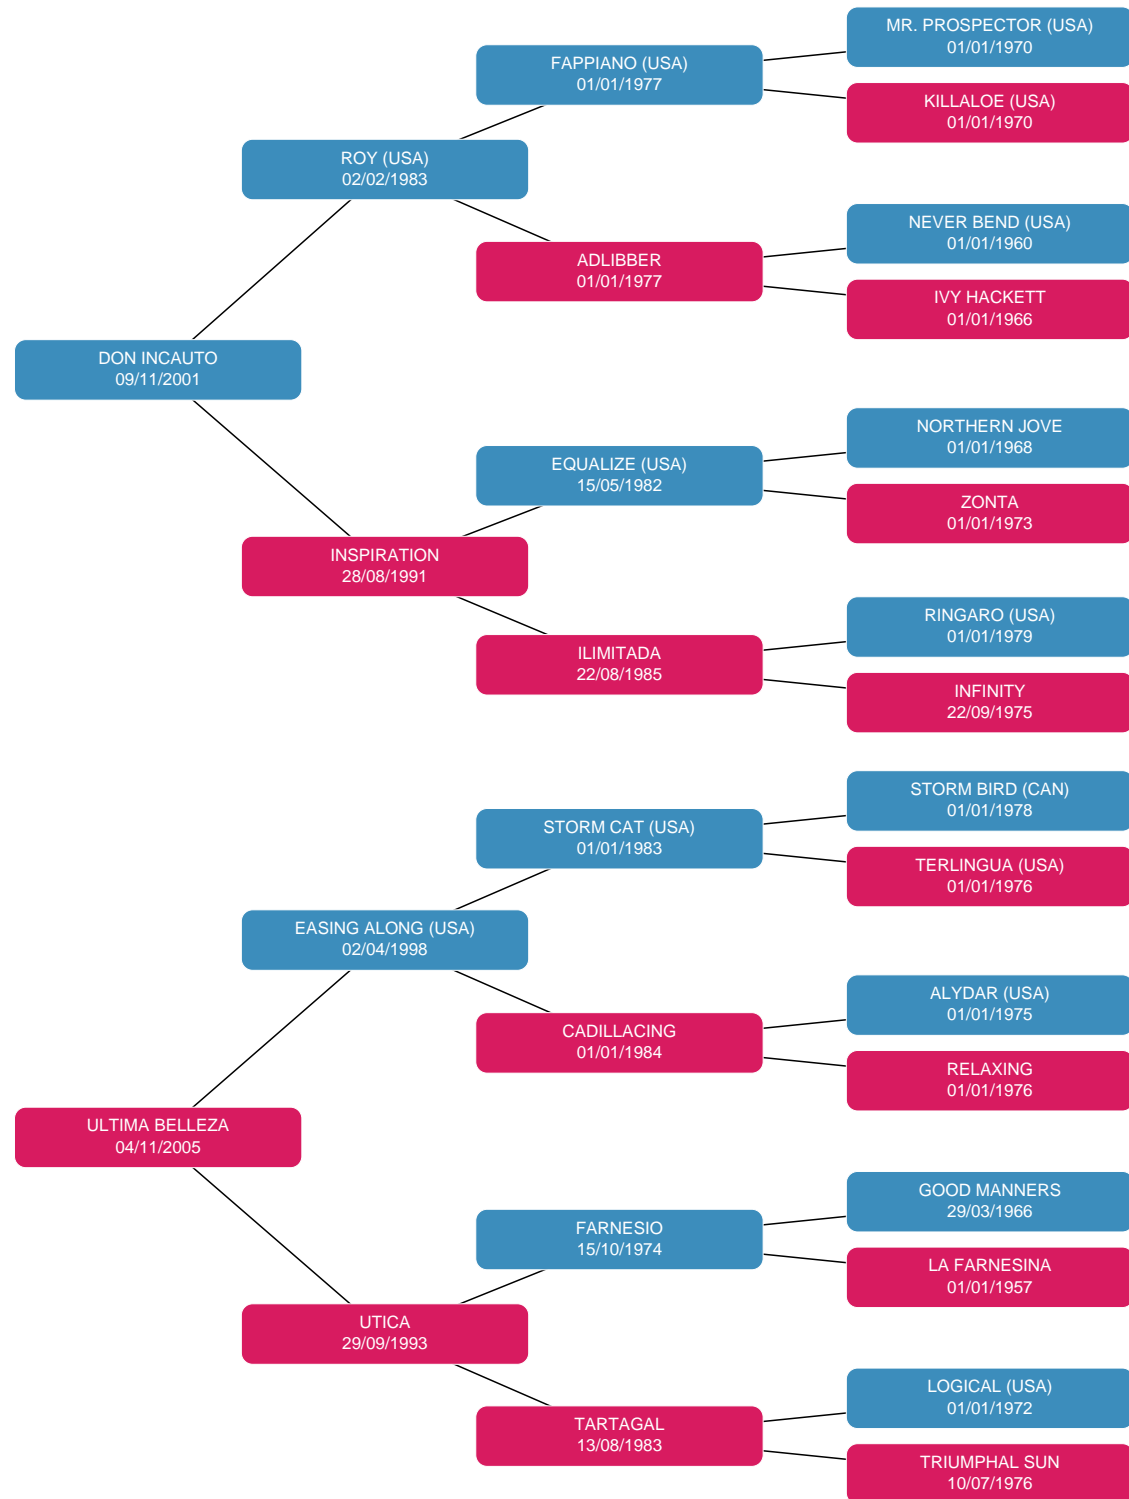 MR. PROSPECTOR (USA)
01/01/1970
FAPPIANO (USA)
01/01/1977
KILLALOE (USA)
01/01/1970
ROY (USA)
02/02/1983
NEVER BEND (USA)
01/01/1960
ADLIBBER
01/01/1977
IVY HACKETT
01/01/1966
DON INCAUTO
09/11/2001
NORTHERN JOVE
01/01/1968
EQUALIZE (USA)
15/05/1982
ZONTA
01/01/1973
INSPIRATION
28/08/1991
RINGARO (USA)
01/01/1979
ILIMITADA
22/08/1985
INFINITY
22/09/1975
STORM BIRD (CAN)
01/01/1978
STORM CAT (USA)
01/01/1983
TERLINGUA (USA)
01/01/1976
EASING ALONG (USA)
02/04/1998
ALYDAR (USA)
01/01/1975
CADILLACING
01/01/1984
RELAXING
01/01/1976
ULTIMA BELLEZA
04/11/2005
GOOD MANNERS
29/03/1966
FARNESIO
15/10/1974
LA FARNESINA
01/01/1957
UTICA
29/09/1993
LOGICAL (USA)
01/01/1972
TARTAGAL
13/08/1983
TRIUMPHAL SUN
10/07/1976